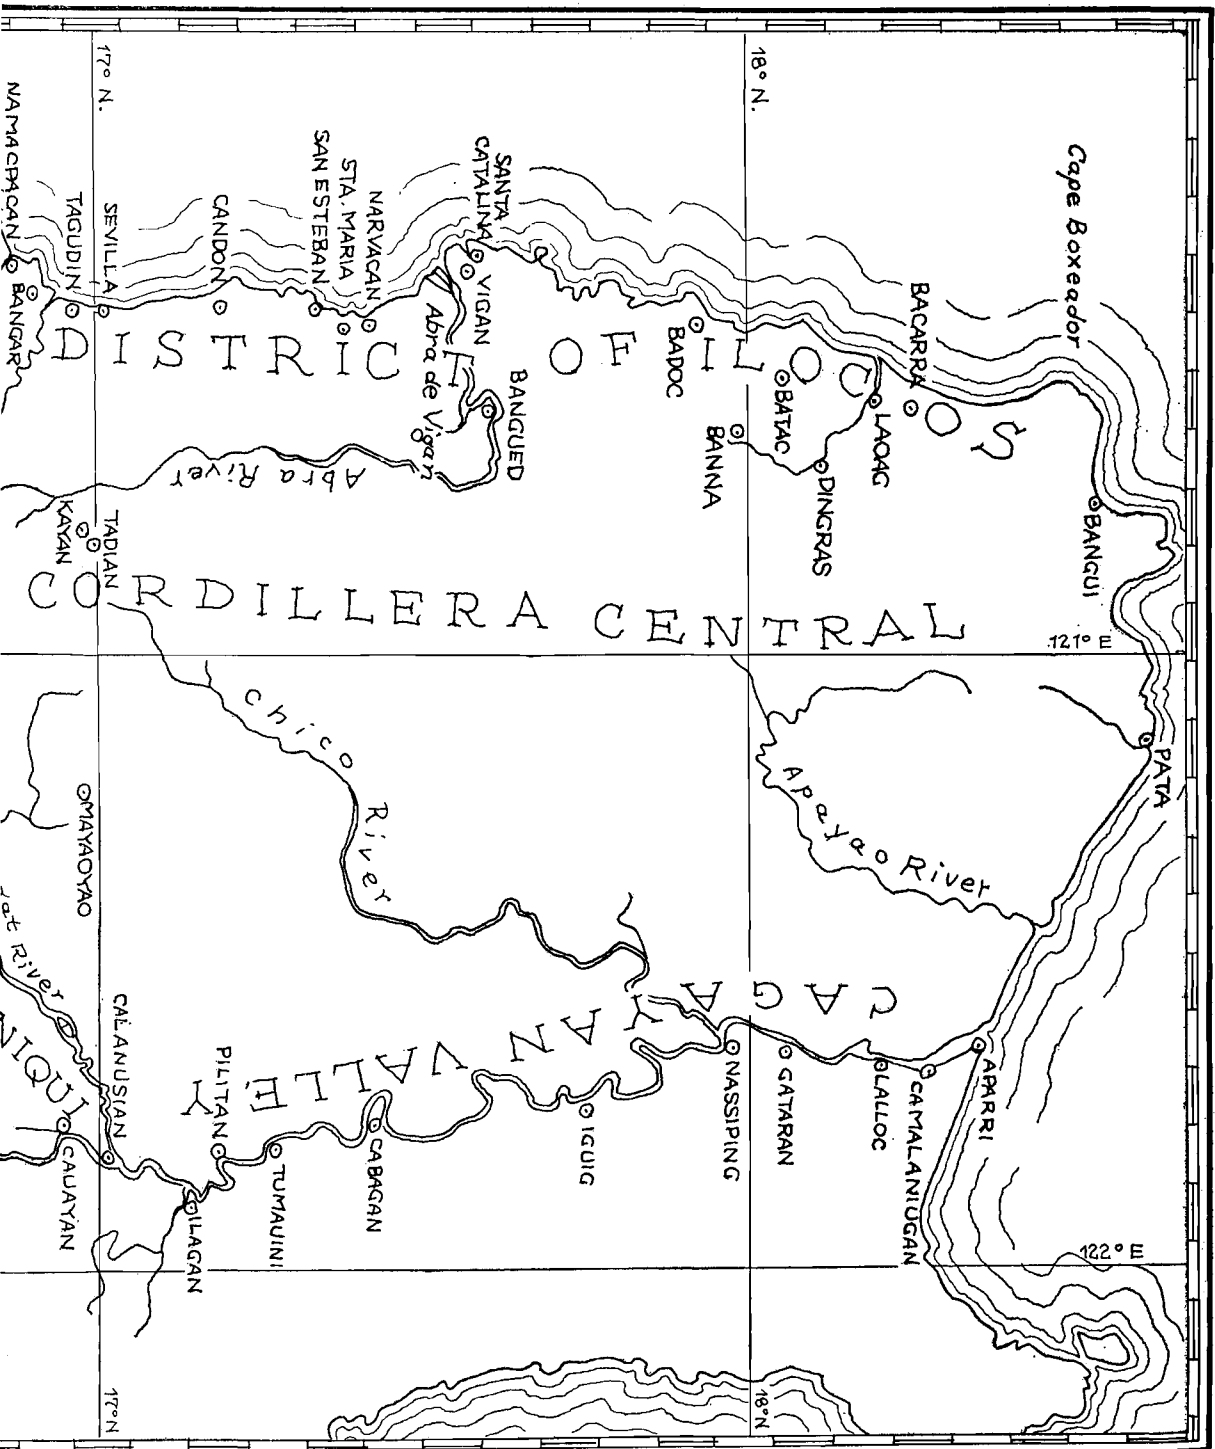 17° N.
18° N.
Cape Boxeador
NAMACPACAN
BANGAR
TAGUDIN
SEVILLA
CANDON
SAN ESTEBAN
STA. MARIA
NARVACAN
SANTA
CATALINA
VIGAN
Abra de Vigan
BANGUED
BADOC
BATAC
BANNA
LAOAG
DINGRAS
BACARRA
BANGUI
DISTRICT OF ILOCOS
Abra River
TADIAN
KAYAN
CORDILLERA CENTRAL
121° E
PATA
Chico River
Apayao River
MAYAOYAO
CAGAYAN VALLEY
CALANUSIAN
PILITAN
CAUAYAN
ILAGAN
TUMAUINI
CABAGAN
IGUIG
NASSIPING
GATARAN
LALLOC
CAMALANIUGAN
APARRI
River
122° E
17° N
18° N